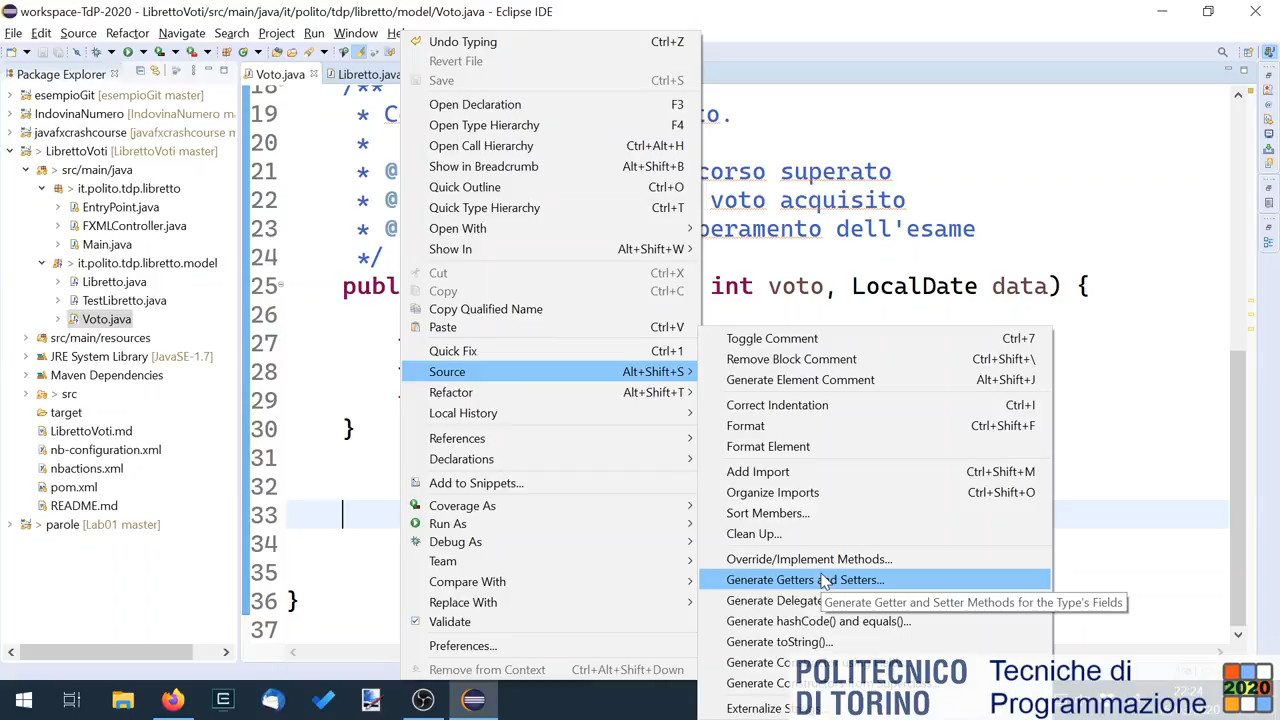 workspace-TdP-2020 - LibrettoVoti/src/main/java/it/polito/tdp/libretto/model/Voto.java - Eclipse IDE
File Edit Source Refactor Navigate Search Project Run Window
Package Explorer
Voto.java
Libretto.java
esempioGit [esempioGit master]
IndovinaNumero [IndovinaNumero
javafxcrashcourse [javafxcrashcourse
> LibrettoVoti [LibrettoVoti master]
> src/main/java
> it.polito.tdp.libretto
EntryPoint.java
FXMLController.java
Main.java
> it.polito.tdp.libretto.model
Libretto.java
TestLibretto.java
Voto.java
src/main/resources
JRE System Library [JavaSE-1.7]
Maven Dependencies
> src
target
LibrettoVoti.md
nb-configuration.xml
nbactions.xml
pom.xml
README.md
> parole [Lab01 master]
18 /**
19 *
20 *
21 * @ corso superato
22 * @ voto acquisito
23 * @ dell'esame
24 */
25 int voto, LocalDate data) {
26
27
28
29
30 }
31
32
33
34
35
36 }
37
Undo Typing Ctrl+Z
Revert File
Save Ctrl+S
Open Declaration F3
Open Type Hierarchy F4
Open Call Hierarchy Ctrl+Alt+H
Show in Breadcrumb Alt+Shift+B
Quick Outline Ctrl+O
Quick Type Hierarchy Ctrl+T
Open With
Show In Alt+Shift+W
Cut Ctrl+X
Copy Ctrl+C
Copy Qualified Name
Paste Ctrl+V
Quick Fix Ctrl+1
Source Alt+Shift+S
Refactor Alt+Shift+T
Local History
References
Declarations
Add to Snippets...
Coverage As
Run As
Debug As
Team
Compare With
Replace With
Validate
Preferences...
Remove from Context Ctrl+Alt+Shift+Down
Toggle Comment Ctrl+7
Remove Block Comment Ctrl+Shift+\
Generate Element Comment Alt+Shift+J
Correct Indentation Ctrl+I
Format Ctrl+Shift+F
Format Element
Add Import Ctrl+Shift+M
Organize Imports Ctrl+Shift+O
Sort Members...
Clean Up...
Override/Implement Methods...
Generate Getters and Setters...
Generate Delegate
Generate Getter and Setter Methods for the Type's Fields
Generate hashCode() and equals()...
Generate toString()...
Generate
Generate
Externalize
POLITECNICO
DI TORINO
Tecniche di
Programmazione
2020